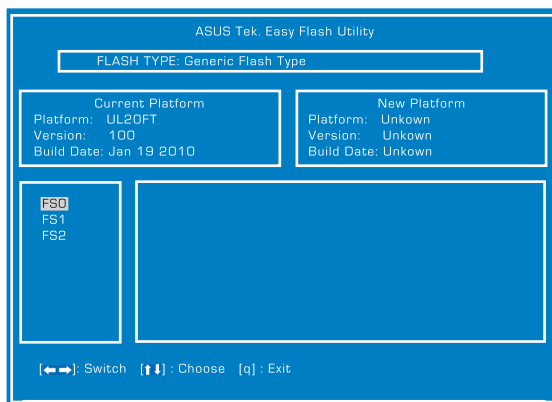 ASUS Tek. Easy Flash Utility
FLASH TYPE: Generic Flash Type
Current Platform
Platform: UL20FT
Version: 100
Build Date: Jan 19 2010
New Platform
Platform: Unkown
Version: Unkown
Build Date: Unkown
FS0
FS1
FS2
[←→]: Switch [↑↓] : Choose [q] : Exit